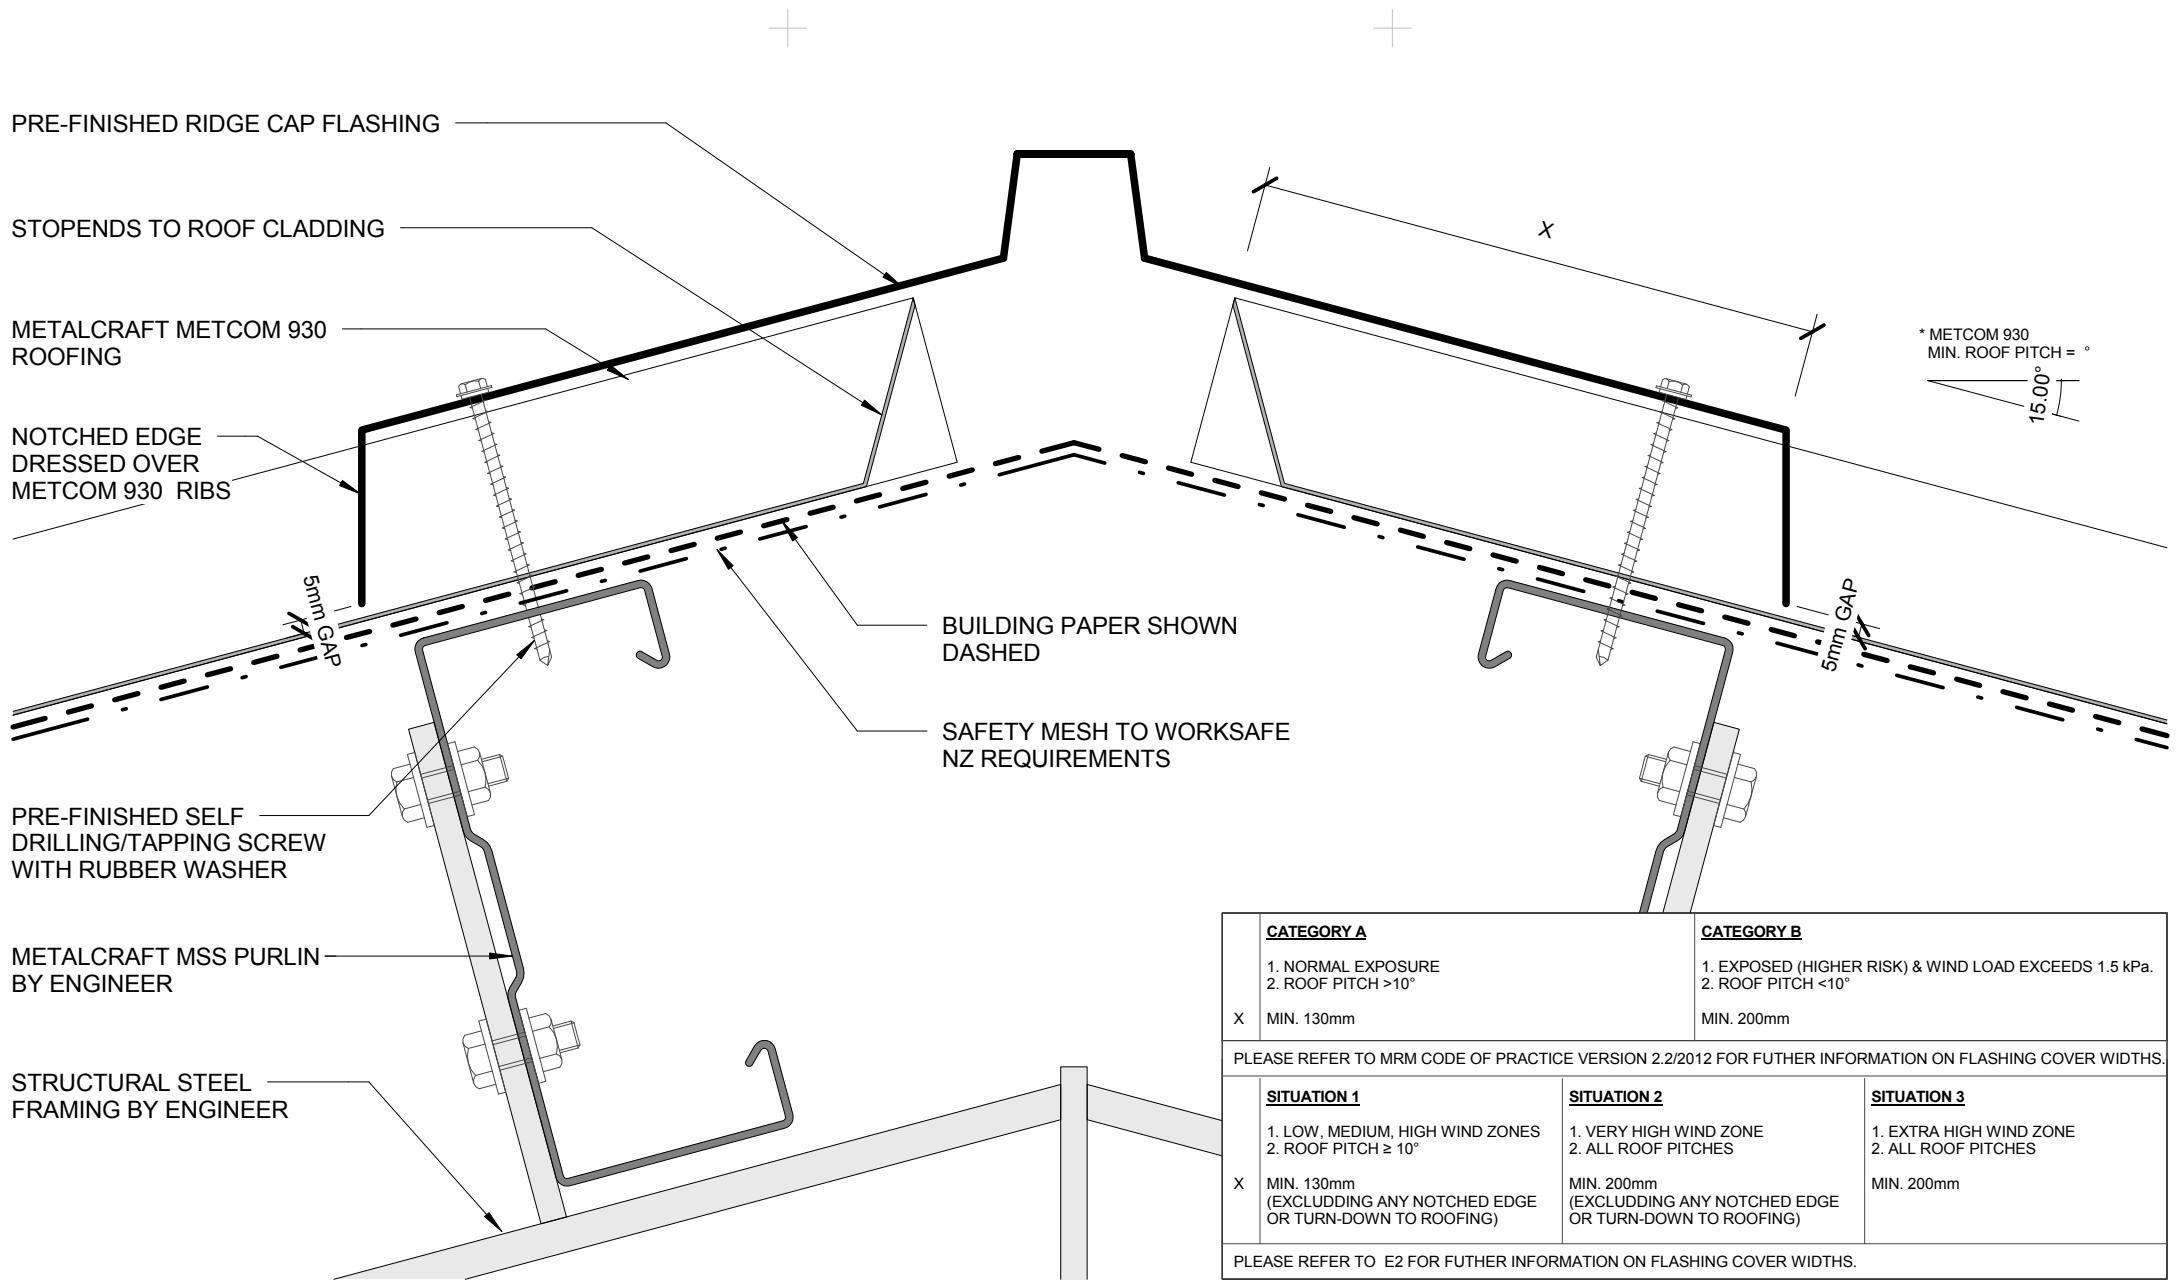 PRE-FINISHED RIDGE CAP FLASHING
STOPENDS TO ROOF CLADDING
METALCRAFT METCOM 930
ROOFING
NOTCHED EDGE
DRESSED OVER
METCOM 930 RIBS
5mm GAP
PRE-FINISHED SELF
DRILLING/TAPPING SCREW
WITH RUBBER WASHER
METALCRAFT MSS PURLIN
BY ENGINEER
STRUCTURAL STEEL
FRAMING BY ENGINEER
BUILDING PAPER SHOWN
DASHED
SAFETY MESH TO WORKSAFE
NZ REQUIREMENTS
X
* METCOM 930
MIN. ROOF PITCH = °
15.00°
5mm GAP
CATEGORY A
1. NORMAL EXPOSURE
2. ROOF PITCH >10°
X MIN. 130mm
CATEGORY B
1. EXPOSED (HIGHER RISK) & WIND LOAD EXCEEDS 1.5 kPa.
2. ROOF PITCH <10°
MIN. 200mm
PLEASE REFER TO MRM CODE OF PRACTICE VERSION 2.2/2012 FOR FUTHER INFORMATION ON FLASHING COVER WIDTHS.
SITUATION 1
1. LOW, MEDIUM, HIGH WIND ZONES
2. ROOF PITCH ≥ 10°
X MIN. 130mm
(EXCLUDDING ANY NOTCHED EDGE
OR TURN-DOWN TO ROOFING)
SITUATION 2
1. VERY HIGH WIND ZONE
2. ALL ROOF PITCHES
MIN. 200mm
(EXCLUDDING ANY NOTCHED EDGE
OR TURN-DOWN TO ROOFING)
SITUATION 3
1. EXTRA HIGH WIND ZONE
2. ALL ROOF PITCHES
MIN. 200mm
PLEASE REFER TO E2 FOR FUTHER INFORMATION ON FLASHING COVER WIDTHS.